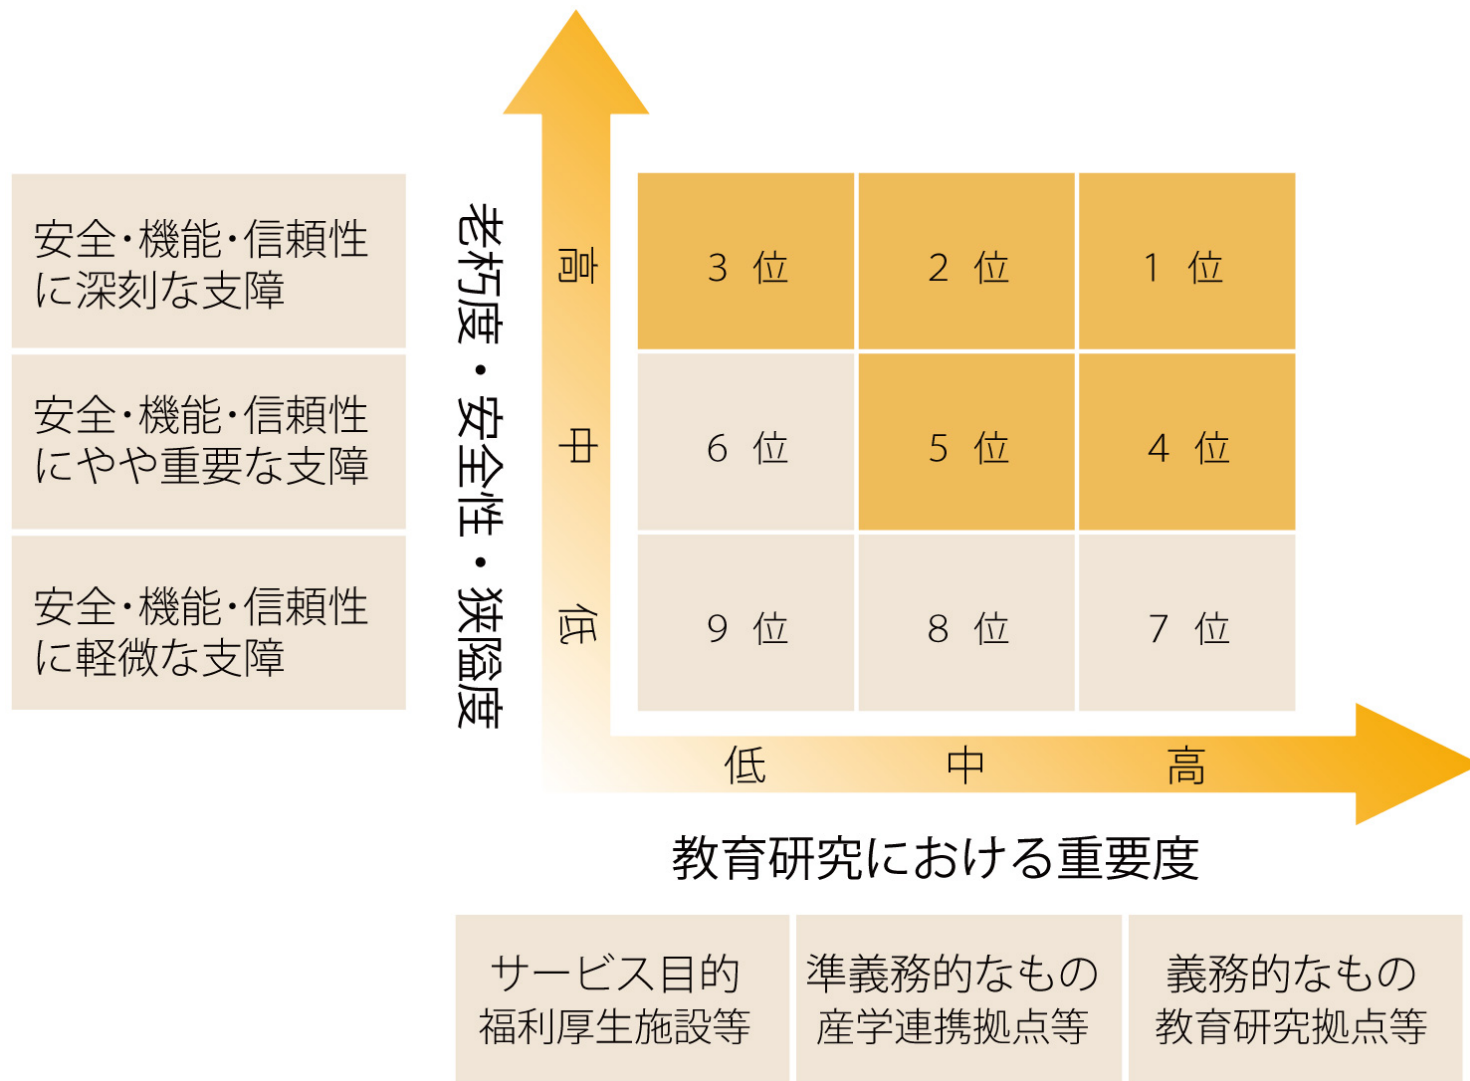 安全・機能・信頼性
に深刻な支障
安全・機能・信頼性
にやや重要な支障
安全・機能・信頼性
に軽微な支障
老朽度・安全性・狭隘度
高
中
低
3 位
2 位
1 位
6 位
5 位
4 位
9 位
8 位
7 位
低
中
高
教育研究における重要度
サービス目的
福利厚生施設等
準義務的なもの
産学連携拠点等
義務的なもの
教育研究拠点等